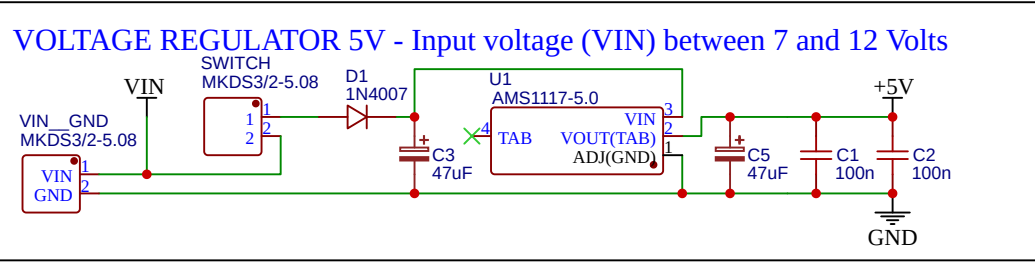 VOLTAGE REGULATOR 5V - Input voltage (VIN) between 7 and 12 Volts
SWITCH
MKDS3/2-5.08
1
2
1
2
VIN
VIN__GND
MKDS3/2-5.08
VIN
GND
1
2
D1
1N4007
C3
47uF
U1
AMS1117-5.0
4
TAB
VIN
VOUT(TAB)
ADJ(GND)
3
2
1
C5
47uF
C1
100n
+5V
C2
100n
GND